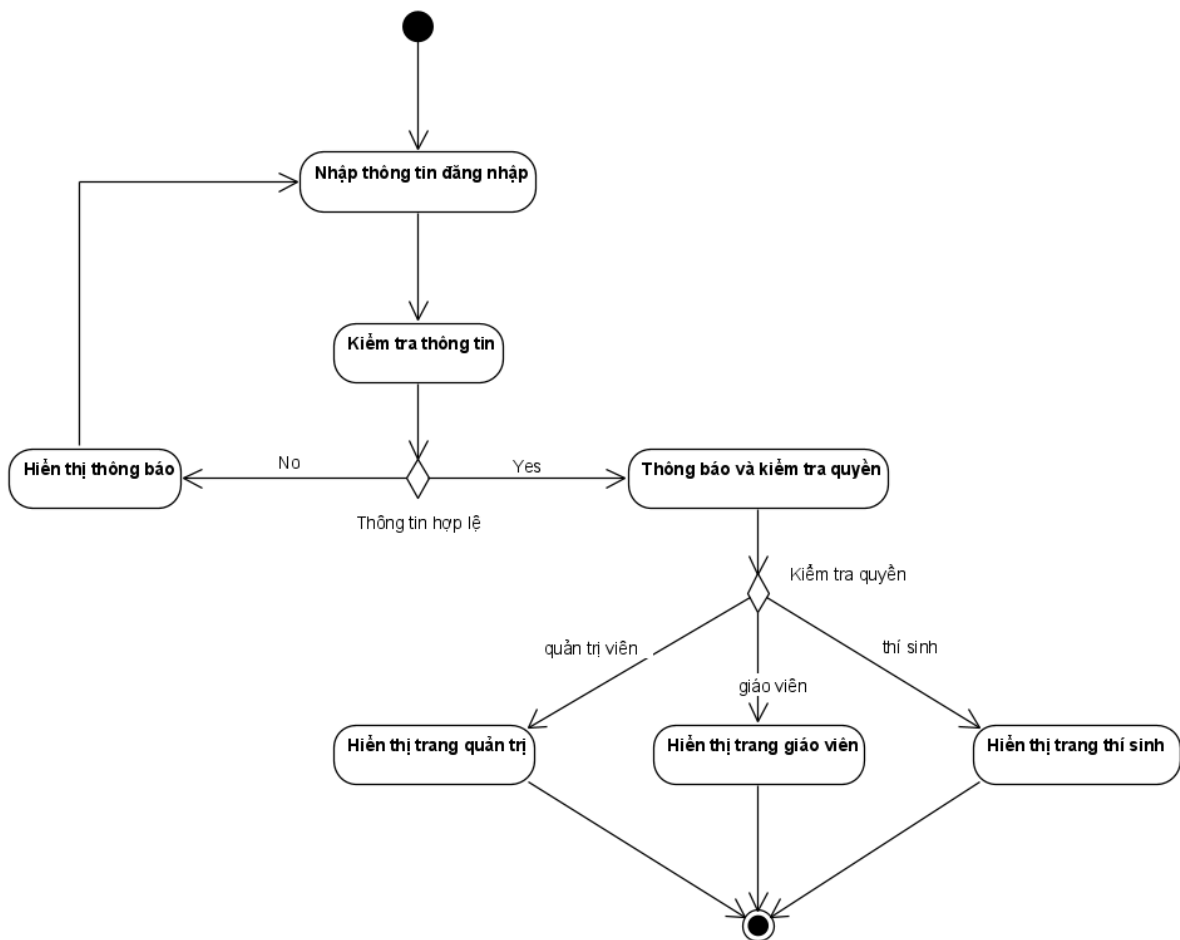 Nhập thông tin đăng nhập
Kiểm tra thông tin
Hiển thị thông báo
No
Yes
Thông báo và kiểm tra quyền
Thông tin hợp lệ
Kiểm tra quyền
quản trị viên
thí sinh
giáo viên
Hiển thị trang quản trị
Hiển thị trang giáo viên
Hiển thị trang thí sinh